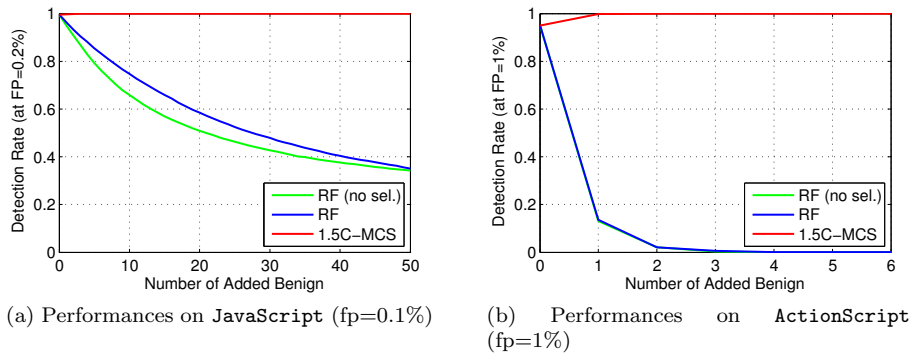 1
0.8
0.6
0.4
0.2
0
Detection Rate (at FP=0.2%)
RF (no sel.)
RF
1.5C−MCS
0 10 20 30 40 50
Number of Added Benign
(a) Performances on JavaScript (fp=0.1%)
1
0.8
0.6
0.4
0.2
0
Detection Rate (at FP=1%)
RF (no sel.)
RF
1.5C−MCS
0 1 2 3 4 5 6
Number of Added Benign
(b) Performances on ActionScript
(fp=1%)